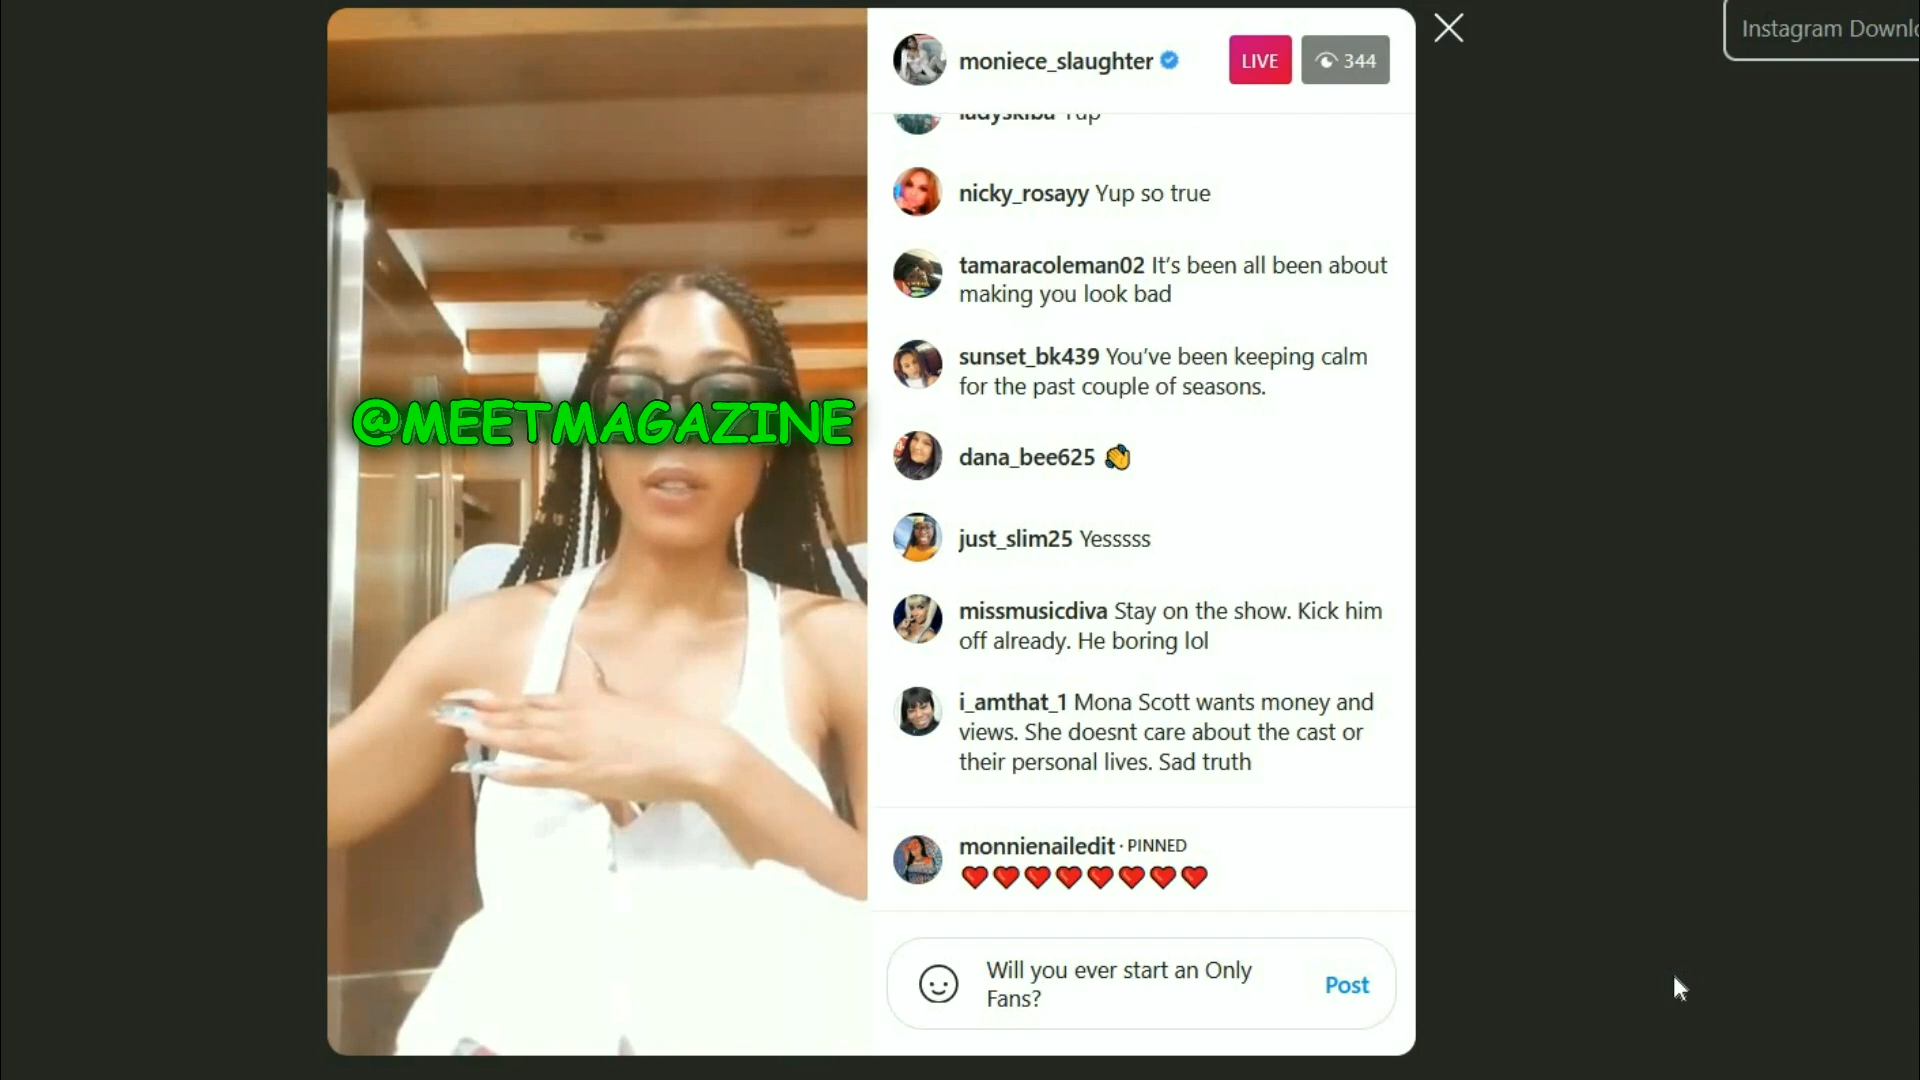 Instagram Downlo
moniece_slaughter
LIVE
344
ladyskiba Yup
nicky_rosayy Yup so true
tamaracoleman02 It’s been all been about
making you look bad
sunset_bk439 You’ve been keeping calm
for the past couple of seasons.
dana_bee625
just_slim25 Yesssss
missmusicdiva Stay on the show. Kick him
off already. He boring lol
i_amthat_1 Mona Scott wants money and
views. She doesnt care about the cast or
their personal lives. Sad truth
monnienailedit · PINNED
Will you ever start an Only
Fans?
Post
@MEETMAGAZINE